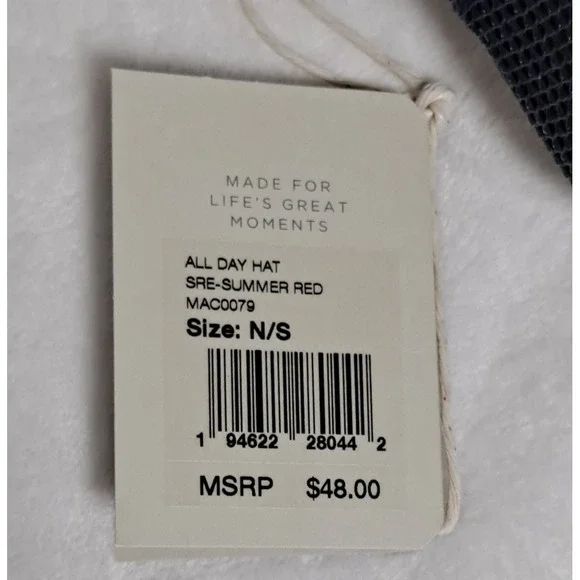 MADE FOR
LIFE'S GREAT
MOMENTS
ALL DAY HAT
SRE-SUMMER RED
MAC0079
Size: N/S
1 94622 28044 2
MSRP $48.00